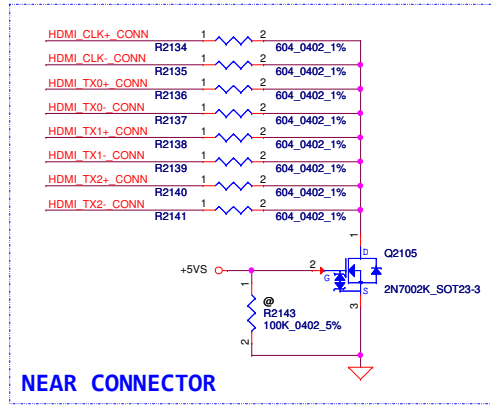 HDMI_CLK+_CONN 1 2
R2134 604_0402_1%
HDMI_CLK-_CONN 1 2
R2135 604_0402_1%
HDMI_TX0+_CONN 1 2
R2136 604_0402_1%
HDMI_TX0-_CONN 1 2
R2137 604_0402_1%
HDMI_TX1+_CONN 1 2
R2138 604_0402_1%
HDMI_TX1-_CONN 1 2
R2139 604_0402_1%
HDMI_TX2+_CONN 1 2
R2140 604_0402_1%
HDMI_TX2-_CONN 1 2
R2141 604_0402_1%
1
D Q2105
+5VS 2
G
S 2N7002K_SOT23-3
1 @ 3
R2143
100K_0402_5%
2
NEAR CONNECTOR